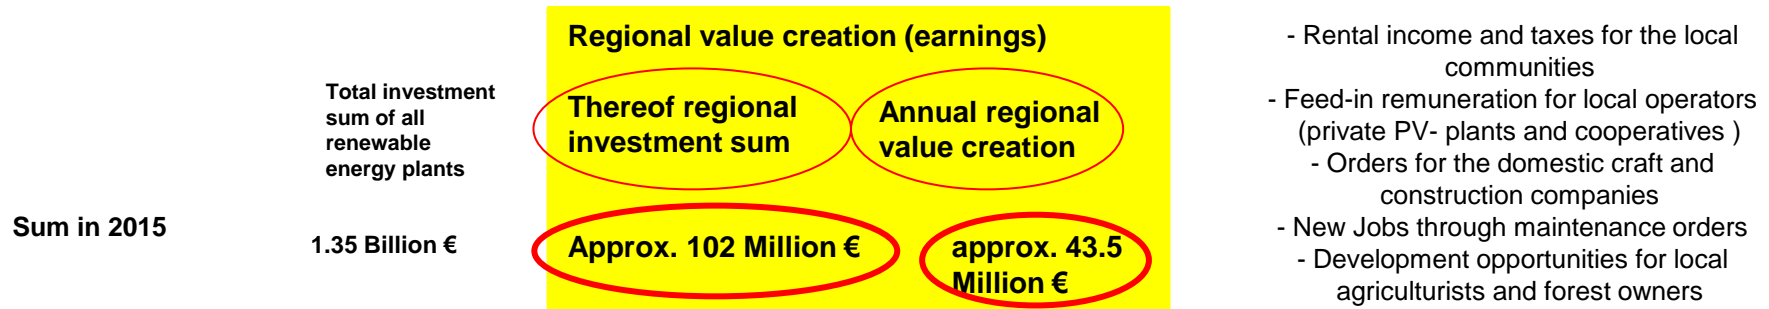 Regional value creation (earnings)
Total investment
sum of all
renewable
energy plants
Thereof regional
investment sum
Annual regional
value creation
Sum in 2015
1.35 Billion €
Approx. 102 Million €
approx. 43.5
Million €
- Rental income and taxes for the local
communities
- Feed-in remuneration for local operators
(private PV- plants and cooperatives )
- Orders for the domestic craft and
construction companies
- New Jobs through maintenance orders
- Development opportunities for local
agriculturists and forest owners